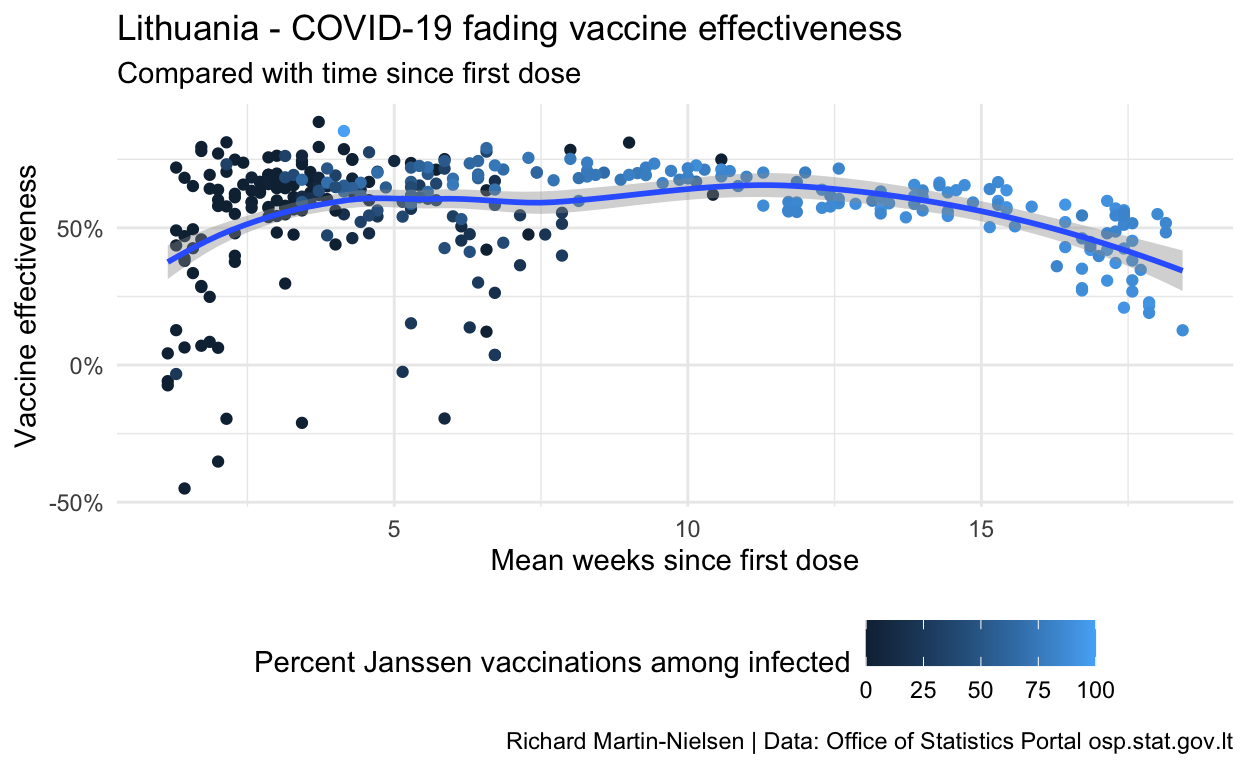 Lithuania - COVID-19 fading vaccine effectiveness
Compared with time since first dose
Vaccine effectiveness
50%
0%
-50%
5 10 15
Mean weeks since first dose
Percent Janssen vaccinations among infected
0 25 50 75 100
Richard Martin-Nielsen | Data: Office of Statistics Portal osp.stat.gov.lt